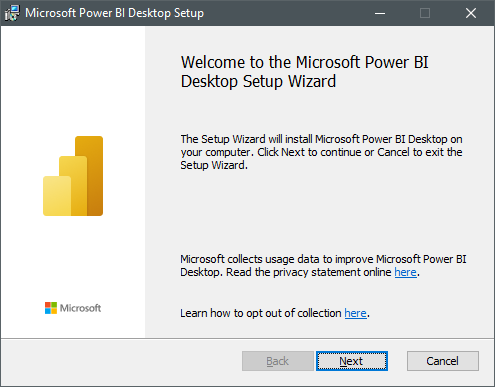 Microsoft Power BI Desktop Setup
Welcome to the Microsoft Power BI
Desktop Setup Wizard
The Setup Wizard will install Microsoft Power BI Desktop on
your computer. Click Next to continue or Cancel to exit the
Setup Wizard.
Microsoft collects usage data to improve Microsoft Power BI
Desktop. Read the privacy statement online here.
Microsoft
Learn how to opt out of collection here.
Back
Next
Cancel